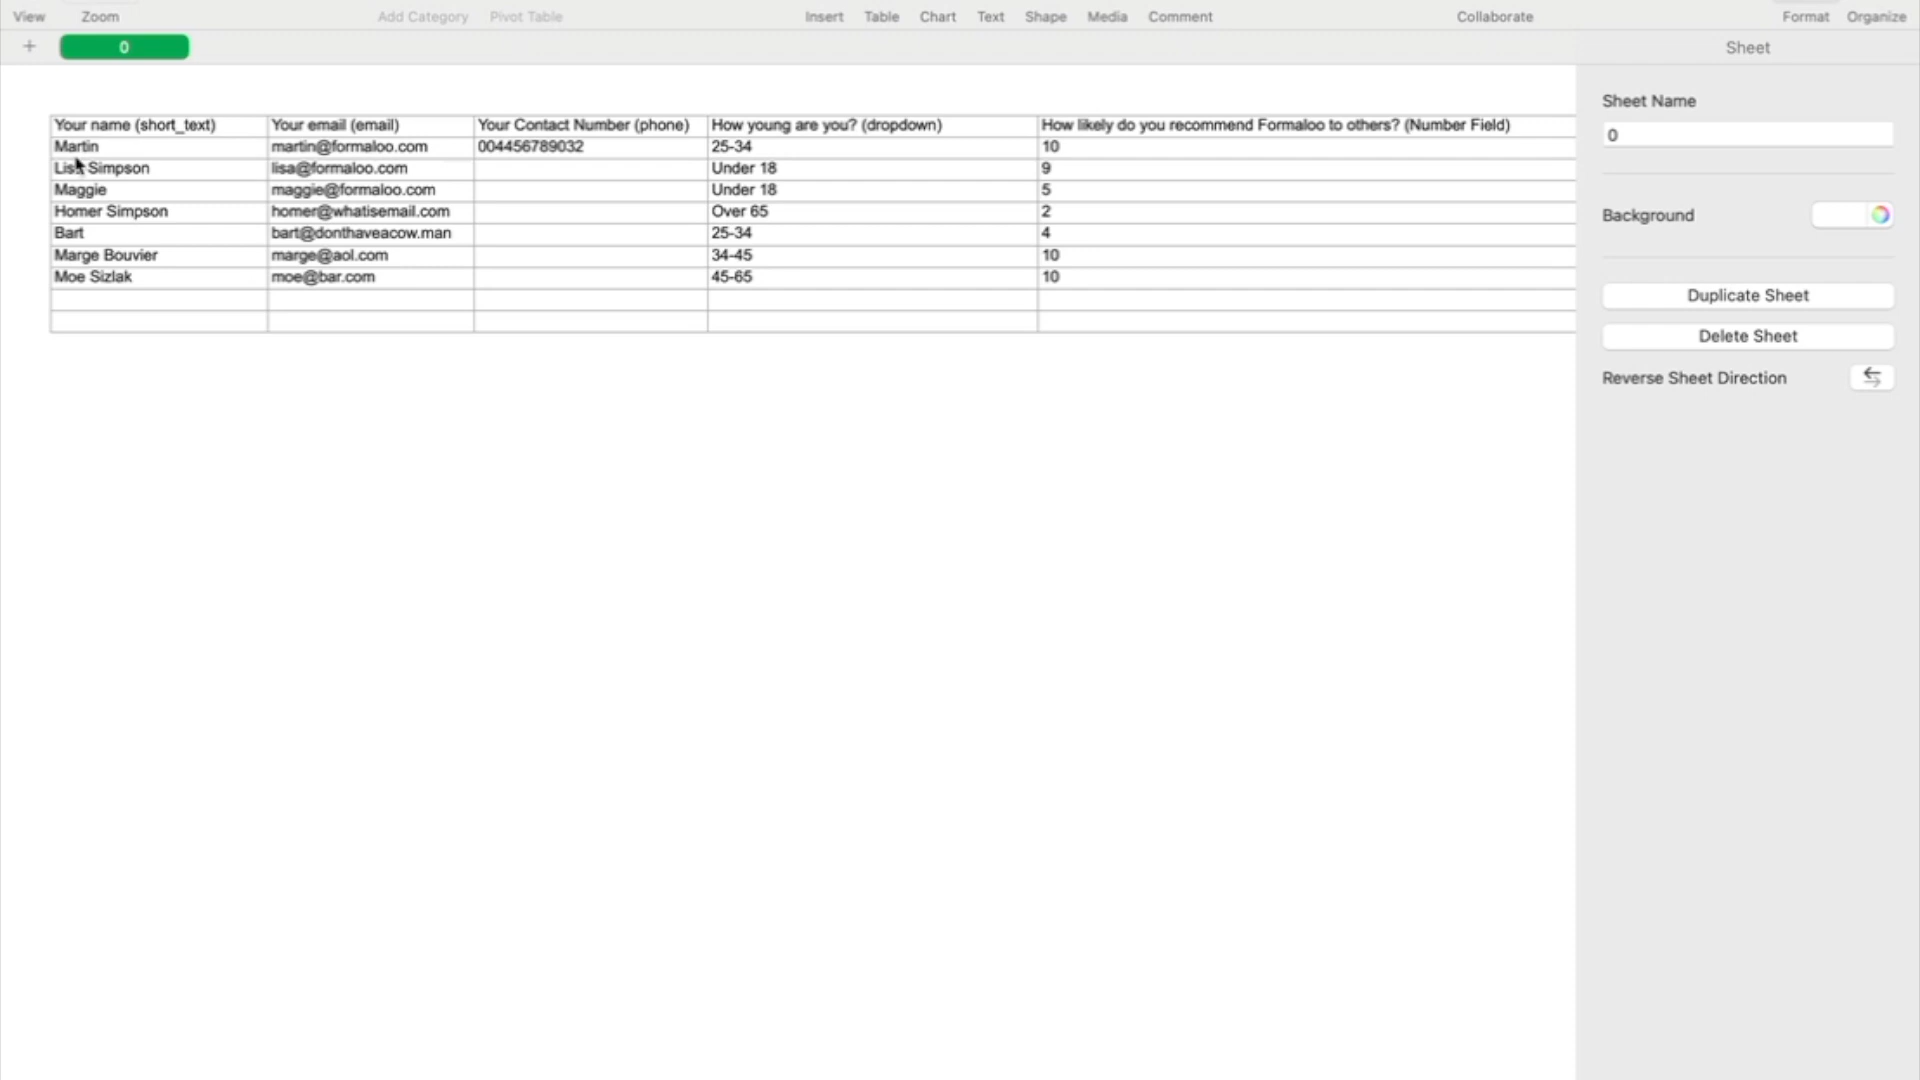 View Zoom Add Category Pivot Table Insert Table Chart Text Shape Media Comment Collaborate Format Organize
+ 0 Sheet
Sheet Name
0
Background
Duplicate Sheet
Delete Sheet
Reverse Sheet Direction
Your name (short_text) Your email (email) Your Contact Number (phone) How young are you? (dropdown) How likely do you recommend Formaloo to others? (Number Field)
Martin martin@formaloo.com 004456789032 25-34 10
Lisa Simpson lisa@formaloo.com Under 18 9
Maggie maggie@formaloo.com Under 18 5
Homer Simpson homer@whatisemail.com Over 65 2
Bart bart@donthaveacow.man 25-34 4
Marge Bouvier marge@aol.com 34-45 10
Moe Sizlak moe@bar.com 45-65 10